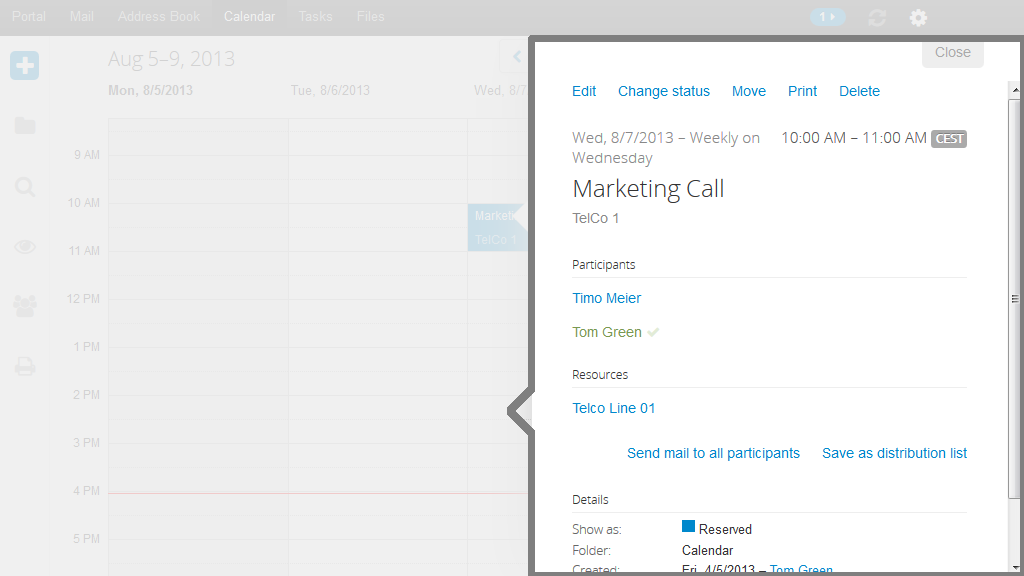 Portal Mail Address Book Calendar Tasks Files 1
Aug 5–9, 2013
Mon, 8/5/2013 Tue, 8/6/2013 Wed, 8/7
9 AM
10 AM
11 AM
12 PM
1 PM
2 PM
3 PM
4 PM
5 PM
Market
TelCo 1
Close
Edit Change status Move Print Delete
Wed, 8/7/2013 – Weekly on 10:00 AM – 11:00 AM CEST
Wednesday
Marketing Call
TelCo 1
Participants
Timo Meier
Tom Green
Resources
Telco Line 01
Send mail to all participants Save as distribution list
Details
Show as: Reserved
Folder: Calendar
Created: Fri, 4/5/2013 – Tom Green